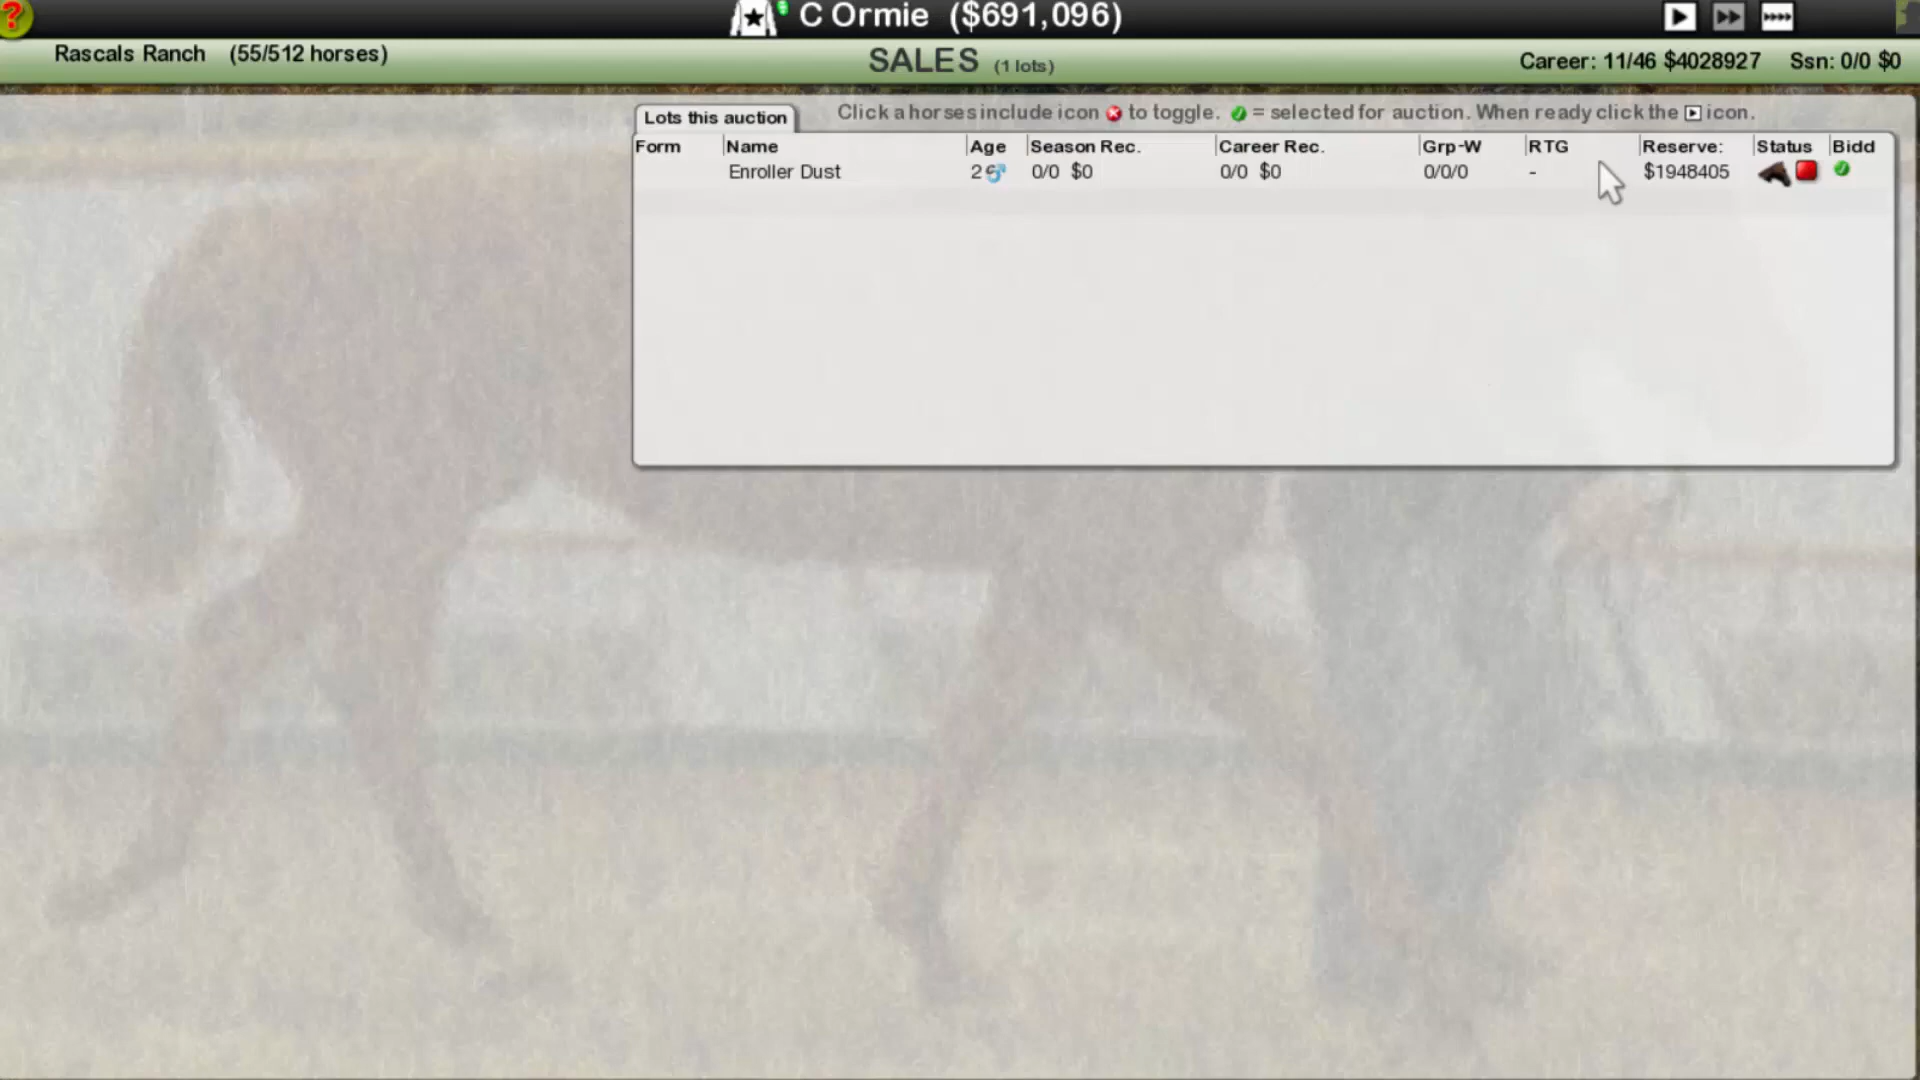 C Ormie ($691,096)
Rascals Ranch (55/512 horses)
SALES (1 lots)
Career: 11/46 $4028927 Ssn: 0/0 $0
Lots this auction
Click a horses include icon to toggle. = selected for auction. When ready click the icon.
Form Name Age Season Rec. Career Rec. Grp-W RTG Reserve: Status Bidd
Enroller Dust 2 0/0 $0 0/0 $0 0/0/0 - $1948405